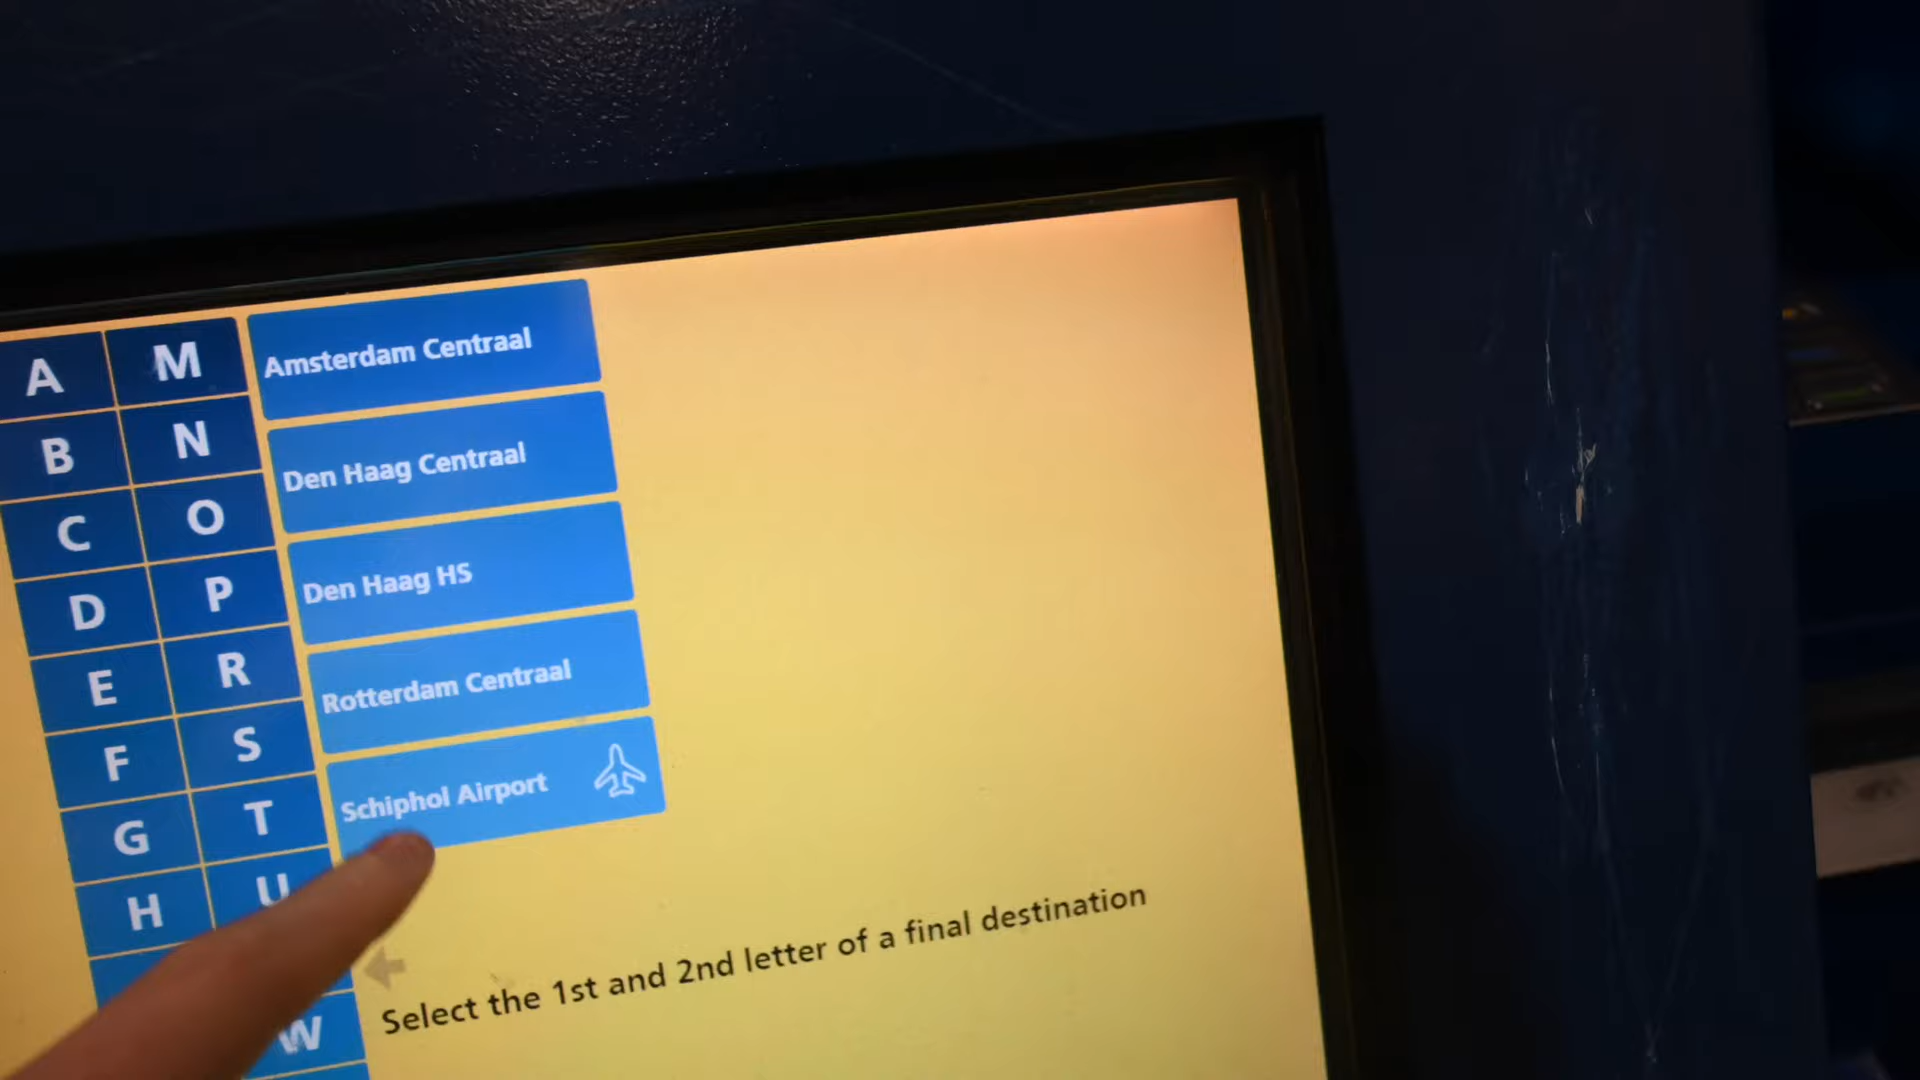 A
M
B
N
C
O
D
P
E
R
F
S
G
T
H
U
W
Amsterdam Centraal
Den Haag Centraal
Den Haag HS
Rotterdam Centraal
Schiphol Airport
Select the 1st and 2nd letter of a final destination